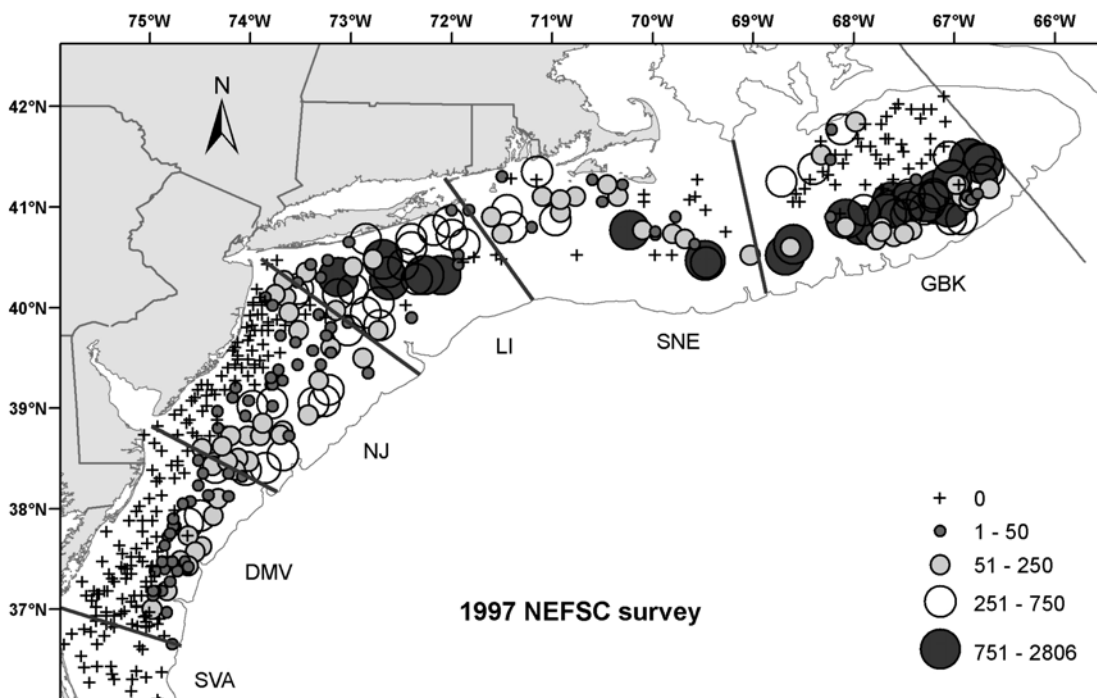 75°W 74°W 73°W 72°W 71°W 70°W 69°W 68°W 67°W 66°W
N
42°N
41°N
40°N
39°N
38°N
37°N
GBK
SNE
LI
NJ
DMV
SVA
1997 NEFSC survey
0
1 - 50
51 - 250
251 - 750
751 - 2806